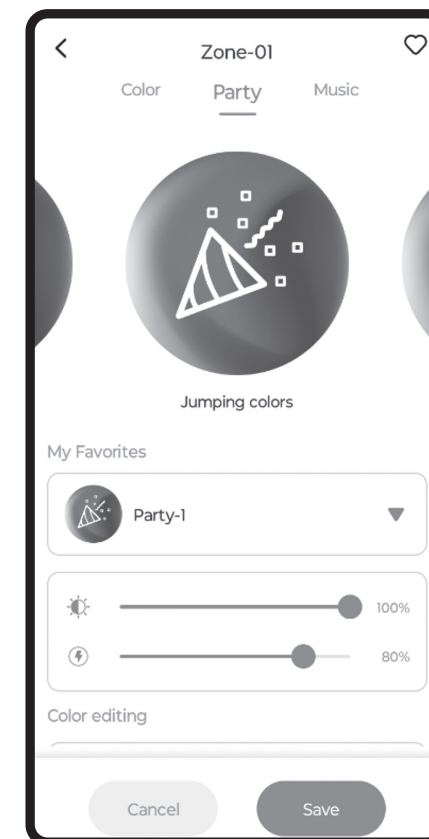 Zone-01
Color Party Music
Jumping colors
My Favorites
Party-1
100%
80%
Color editing
Cancel Save